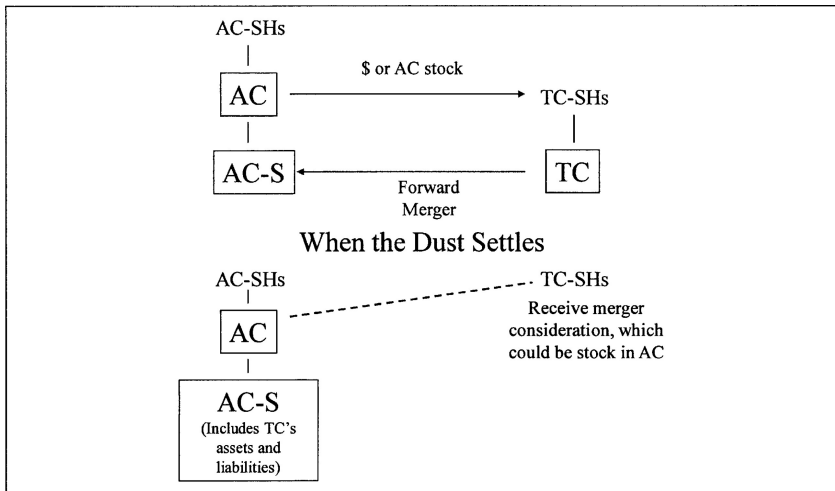 AC-SHs
$ or AC stock
AC
TC-SHs
AC-S
TC
Forward
Merger
When the Dust Settles
AC-SHs
TC-SHs
AC
Receive merger
consideration, which
could be stock in AC
AC-S
(Includes TC's
assets and
liabilities)